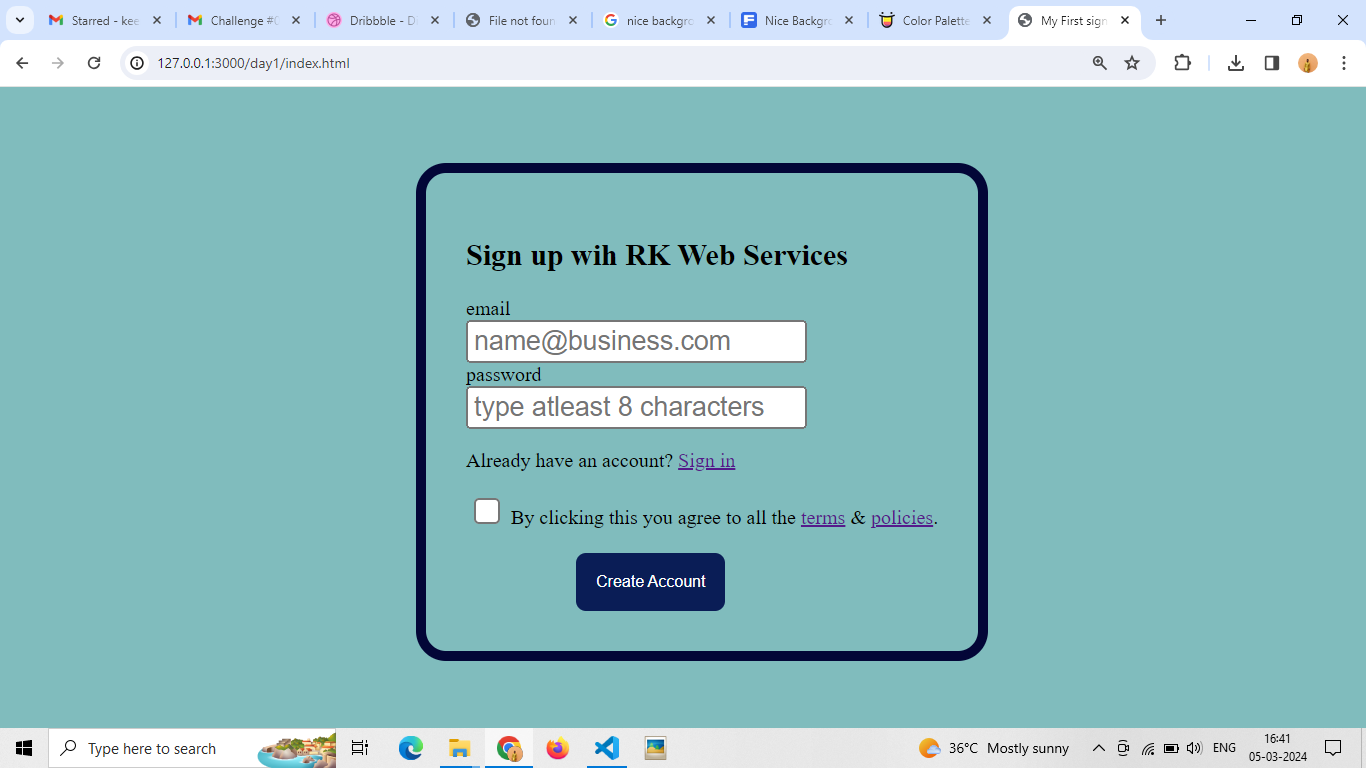 Starred - kee
Challenge #0
Dribbble - D
File not foun
nice backgro
Nice Backgro
Color Palette
My First sign
127.0.0.1:3000/day1/index.html
Sign up wih RK Web Services
email
name@business.com
password
type atleast 8 characters
Already have an account? Sign in
By clicking this you agree to all the terms & policies.
Create Account
Type here to search
36°C Mostly sunny
ENG
16:41
05-03-2024